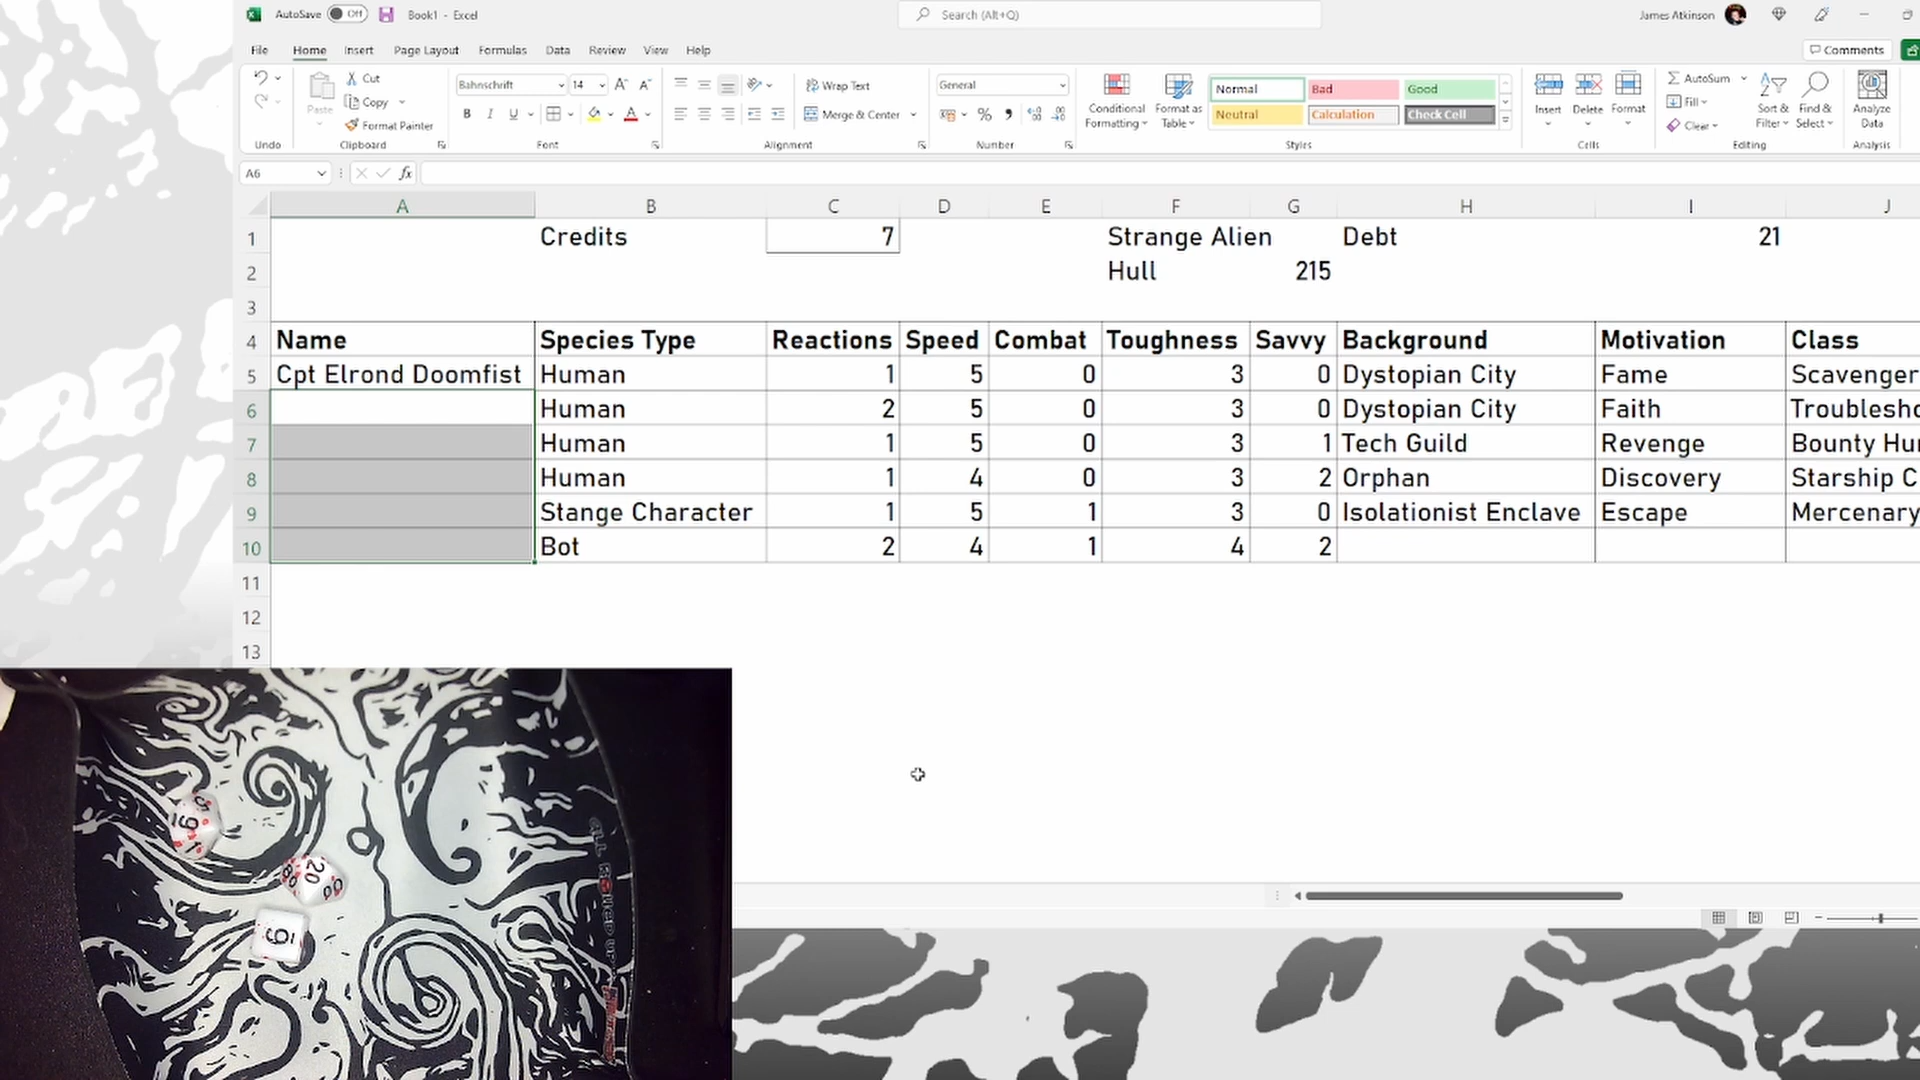 AutoSave Off Book1 - Excel Search (Alt+Q) James Atkinson
File Home Insert Page Layout Formulas Data Review View Help Comments
Cut
Copy
Format Painter
Paste
Bahnschrift 14
B I U
Wrap Text
Merge & Center
General
Conditional Formatting
Format as Table
Normal Bad Good
Neutral Calculation Check Cell
Insert Delete Format
AutoSum
Fill
Clear
Sort & Filter
Find & Select
Analyze Data
Undo Clipboard Font Alignment Number Styles Cells Editing Analysis
A6 fx
A B C D E F G H I J
1 Credits 7 Strange Alien Debt 21
2 Hull 215
3
4 Name Species Type Reactions Speed Combat Toughness Savvy Background Motivation Class
5 Cpt Elrond Doomfist Human 1 5 0 3 0 Dystopian City Fame Scavenger
6 Human 2 5 0 3 0 Dystopian City Faith Troublesho
7 Human 1 5 0 3 1 Tech Guild Revenge Bounty Hu
8 Human 1 4 0 3 2 Orphan Discovery Starship C
9 Stange Character 1 5 1 3 0 Isolationist Enclave Escape Mercenary
10 Bot 2 4 1 4 2
11
12
13
20
9